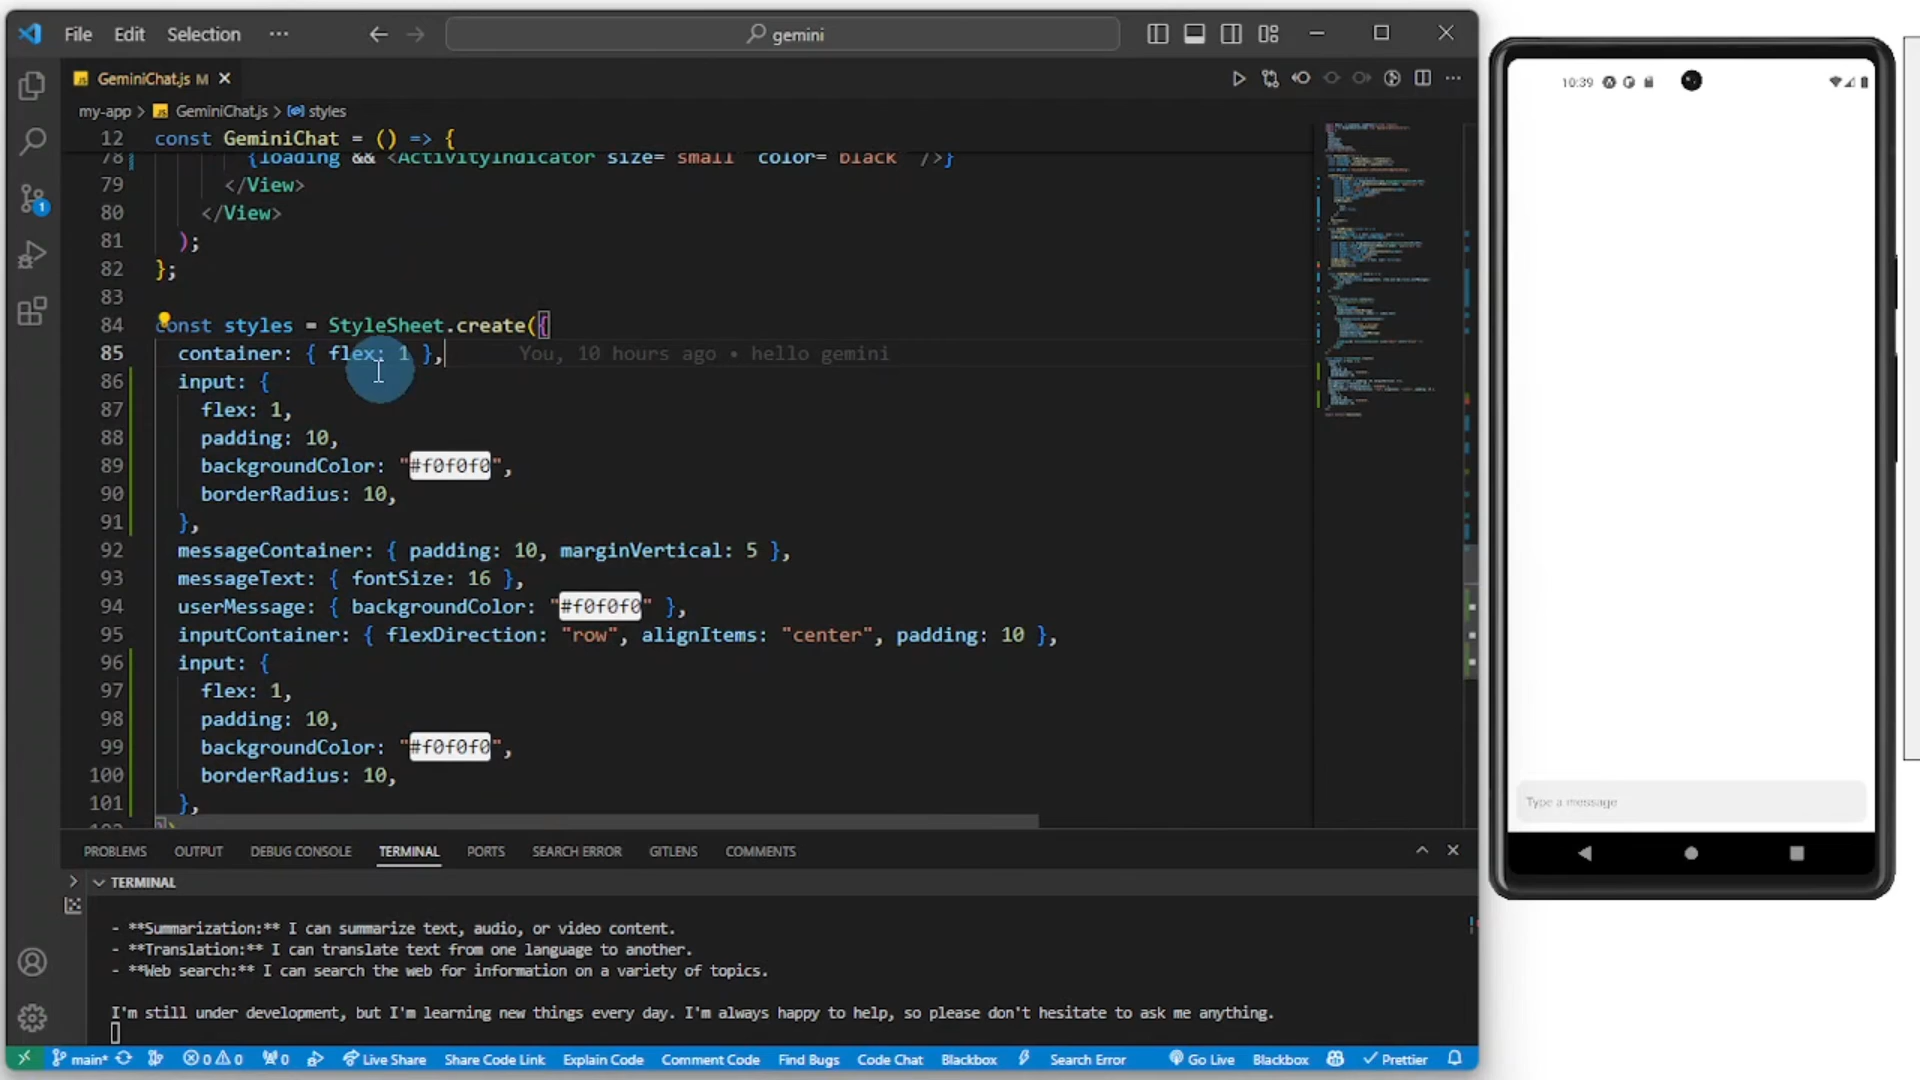 File Edit Selection ··· gemini
GeminiChat.js M
my-app > GeminiChat.js > styles
12 const GeminiChat = () => {
78 {loading && <ActivityIndicator size="small" color="black" />}
79 </View>
80 </View>
81 );
82 };
83
84 const styles = StyleSheet.create({
85 container: { flex: 1 }, You, 10 hours ago • hello gemini
86 input: {
87 flex: 1,
88 padding: 10,
89 backgroundColor: "#f0f0f0",
90 borderRadius: 10,
91 },
92 messageContainer: { padding: 10, marginVertical: 5 },
93 messageText: { fontSize: 16 },
94 userMessage: { backgroundColor: "#f0f0f0" },
95 inputContainer: { flexDirection: "row", alignItems: "center", padding: 10 },
96 input: {
97 flex: 1,
98 padding: 10,
99 backgroundColor: "#f0f0f0",
100 borderRadius: 10,
101 },
PROBLEMS OUTPUT DEBUG CONSOLE TERMINAL PORTS SEARCH ERROR GITLENS COMMENTS
TERMINAL
- **Summarization:** I can summarize text, audio, or video content.
- **Translation:** I can translate text from one language to another.
- **Web search:** I can search the web for information on a variety of topics.
I'm still under development, but I'm learning new things every day. I'm always happy to help, so please don't hesitate to ask me anything.
main* 0 0 0 Live Share Share Code Link Explain Code Comment Code Find Bugs Code Chat Blackbox Search Error Go Live Blackbox Prettier
1
10:39
Type a message